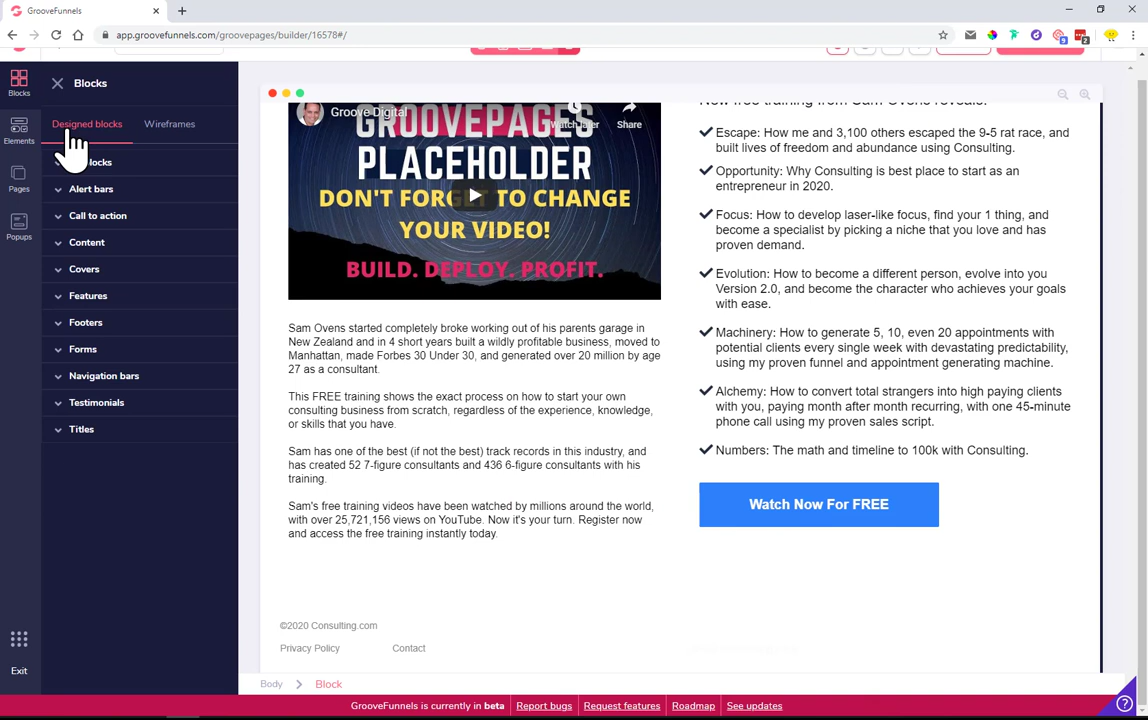 GrooveFunnels
app.groovefunnels.com/groovepages/builder/16578#/
Blocks
Elements
Pages
Popups
Exit
Blocks
Designed blocks
Wireframes
Alert bars
Call to action
Content
Covers
Features
Footers
Forms
Navigation bars
Testimonials
Titles
Groove Digital
Watch later
Share
GROOVEPAGES
PLACEHOLDER
DON'T FORGET TO CHANGE
YOUR VIDEO!
BUILD. DEPLOY. PROFIT.
Sam Ovens started completely broke working out of his parents garage in
New Zealand and in 4 short years built a wildly profitable business, moved to
Manhattan, made Forbes 30 Under 30, and generated over 20 million by age
27 as a consultant.
This FREE training shows the exact process on how to start your own
consulting business from scratch, regardless of the experience, knowledge,
or skills that you have.
Sam has one of the best (if not the best) track records in this industry, and
has created 52 7-figure consultants and 436 6-figure consultants with his
training.
Sam's free training videos have been watched by millions around the world,
with over 25,721,156 views on YouTube. Now it's your turn. Register now
and access the free training instantly today.
New free training from Sam Ovens reveals:
Escape: How me and 3,100 others escaped the 9-5 rat race, and
built lives of freedom and abundance using Consulting.
Opportunity: Why Consulting is best place to start as an
entrepreneur in 2020.
Focus: How to develop laser-like focus, find your 1 thing, and
become a specialist by picking a niche that you love and has
proven demand.
Evolution: How to become a different person, evolve into you
Version 2.0, and become the character who achieves your goals
with ease.
Machinery: How to generate 5, 10, even 20 appointments with
potential clients every single week with devastating predictability,
using my proven funnel and appointment generating machine.
Alchemy: How to convert total strangers into high paying clients
with you, paying month after month recurring, with one 45-minute
phone call using my proven sales script.
Numbers: The math and timeline to 100k with Consulting.
Watch Now For FREE
©2020 Consulting.com
Privacy Policy
Contact
Body
Block
GrooveFunnels is currently in beta
Report bugs
Request features
Roadmap
See updates